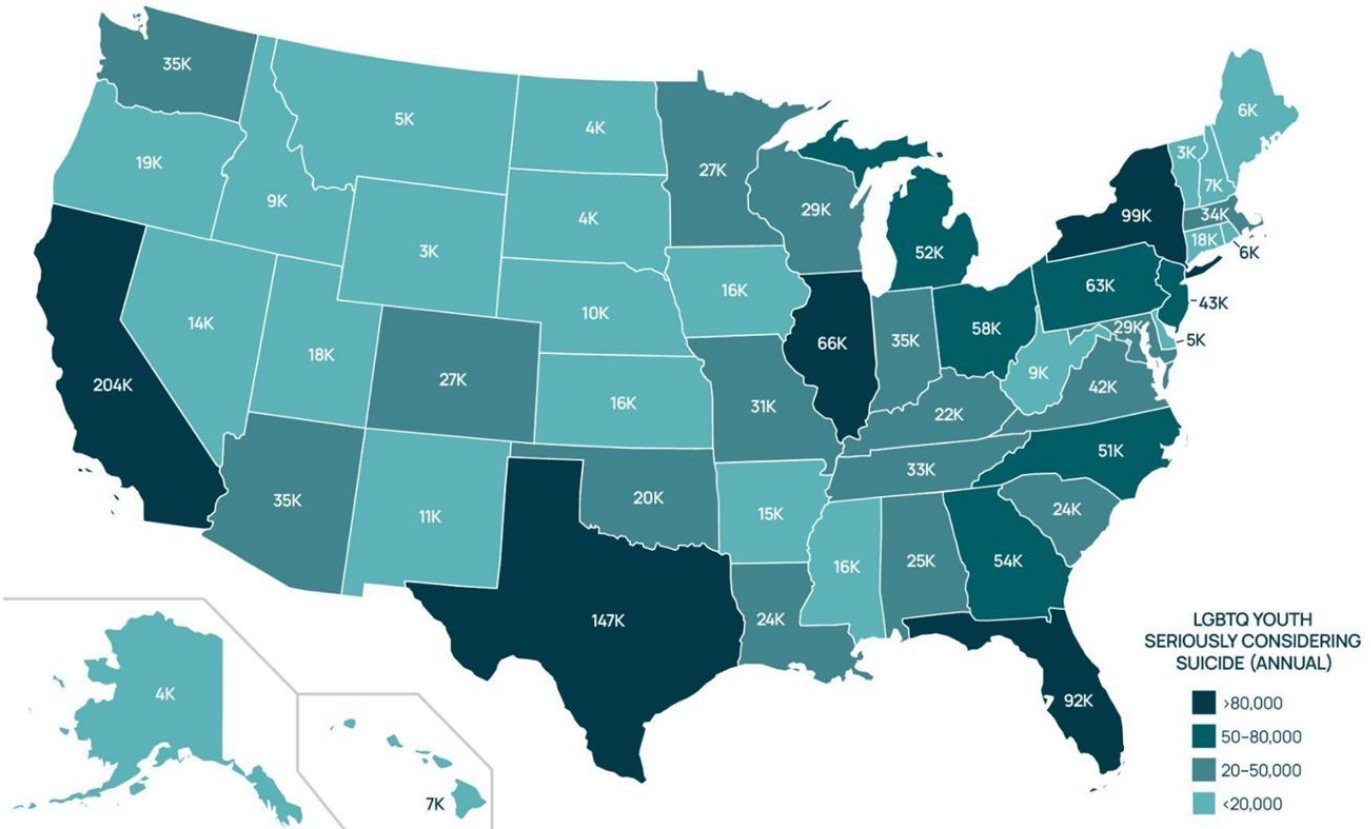 35K
5K
4K
27K
6K
19K
9K
3K
4K
29K
52K
3K
7K
99K
34K
18K
6K
14K
18K
10K
16K
66K
35K
58K
63K
43K
29K
5K
204K
27K
16K
31K
22K
9K
42K
35K
11K
20K
15K
33K
51K
24K
16K
25K
54K
147K
24K
92K
4K
7K
LGBTQ YOUTH
SERIOUSLY CONSIDERING
SUICIDE (ANNUAL)
>80,000
50-80,000
20-50,000
<20,000